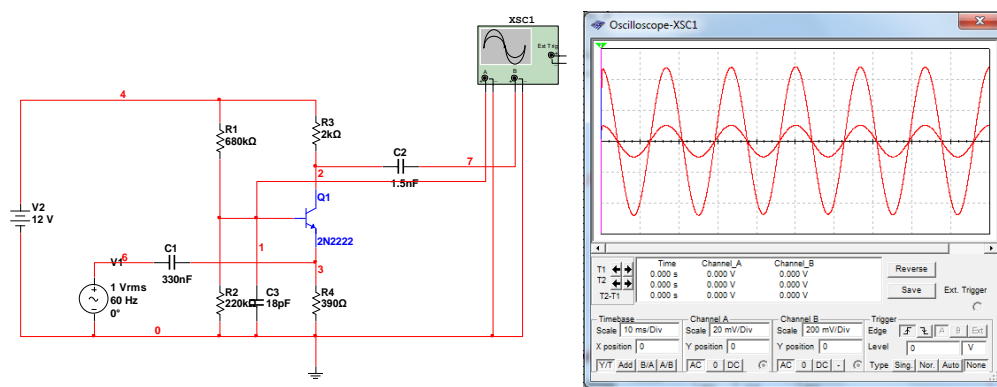 XSC1
Ext Trig
A
B
4
R3
2kΩ
R1
680kΩ
C2
7
1.5nF
2
Q1
V2
12 V
2N2222
1
6
V1
C1
330nF
3
1 Vrms
60 Hz
0°
R2
220kΩ
C3
18pF
R4
390Ω
0
Oscilloscope-XSC1
Time Channel_A Channel_B
T1 0.000 s 0.000 V 0.000 V
T2 0.000 s 0.000 V 0.000 V
T2-T1 0.000 s 0.000 V 0.000 V
Reverse
Save Ext. Trigger
Timebase Channel A Channel B Trigger
Scale 10 ms/Div Scale 20 mV/Div Scale 200 mV/Div Edge A B Ext
X position 0 Y position 0 Y position 0 Level 0 V
Y/T Add B/A A/B AC 0 DC AC 0 DC - Type Sing. Nor. Auto None